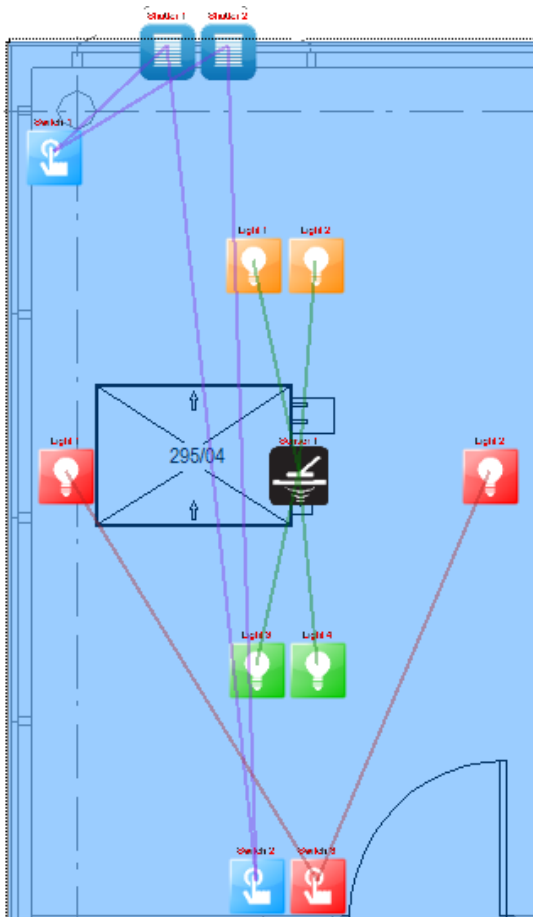 Shutter 1
Shutter 2
Switch 1
Light 1
Light 2
295/04
Light 1
Sensor 1
Light 2
Light 3
Light 4
Switch 2
Switch 3